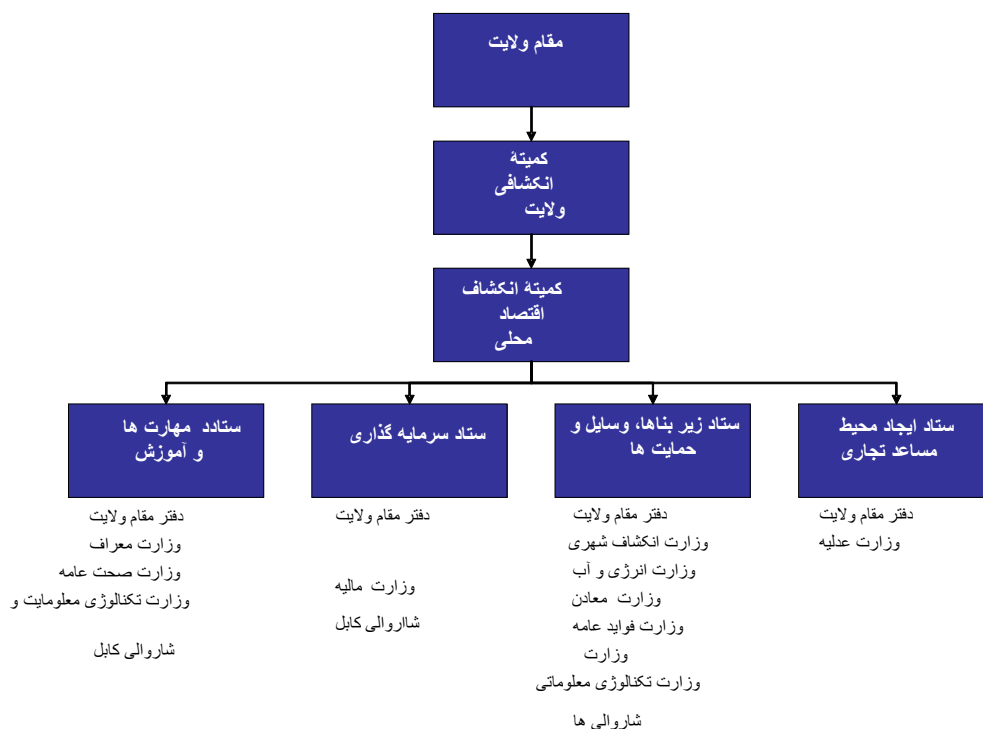 مقام ولایت
کمیتۀ
انکشافی
ولایت
کمیتۀ انکشاف
اقتصاد
محلی
ستاد ایجاد محیط
مساعد تجاری
دفتر مقام ولایت
وزارت عدلیه
ستاد زیر بناها، وسایل و
حمایت ها
دفتر مقام ولایت
وزارت انکشاف شهری
وزارت انرژی و آب
وزارت معادن
وزارت فواید عامه
وزارت
وزارت تکنالوژی معلوماتی
شاروالی ها
ستاد سرمایه گذاری
دفتر مقام ولایت
وزارت مالیه
شااروالی کابل
ستادد مهارت ها
و آموزش
دفتر مقام ولایت
وزارت معراف
وزارت صحت عامه
وزارت تکنالوژی معلومایت و
شاروالی کابل